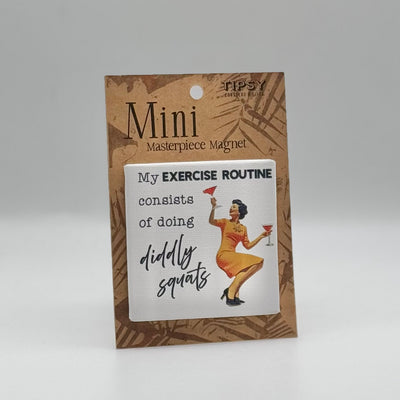 TIPSY
Mini
Masterpiece Magnet
My EXERCISE ROUTINE
consists
of doing
diddly
squats